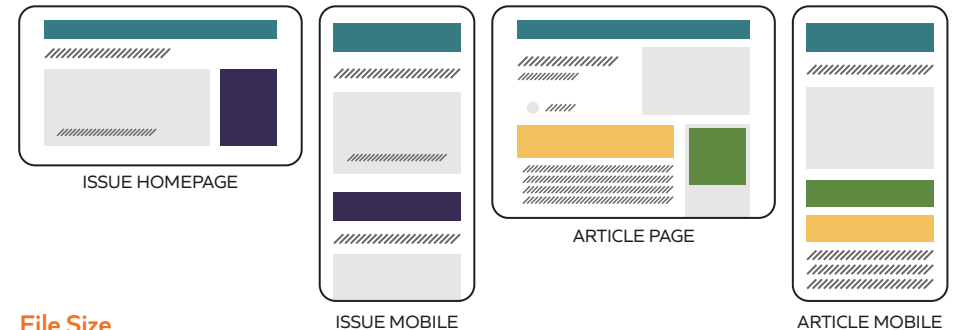 ISSUE HOMEPAGE
ARTICLE PAGE
File Size
ISSUE MOBILE
ARTICLE MOBILE